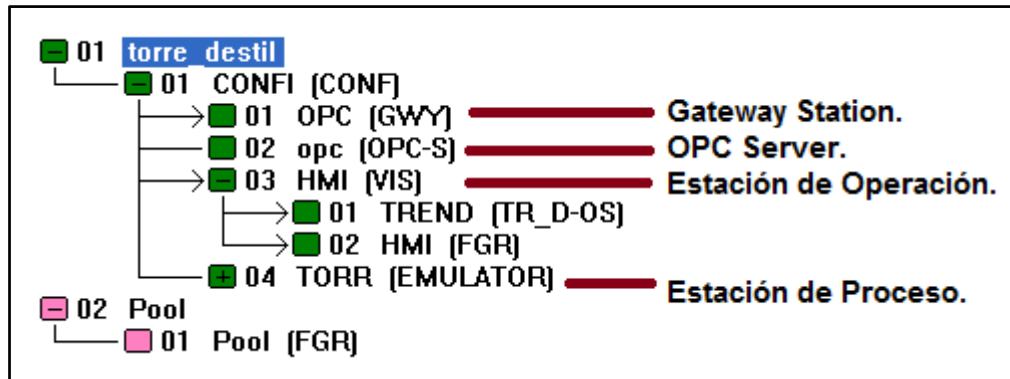 01 torre_destil
01 CONFI (CONF)
01 OPC (GWY) Gateway Station.
02 opc (OPC-S) OPC Server.
03 HMI (VIS) Estación de Operación.
01 TREND (TR_D-OS)
02 HMI (FGR)
04 TORR (EMULATOR) Estación de Proceso.
02 Pool
01 Pool (FGR)